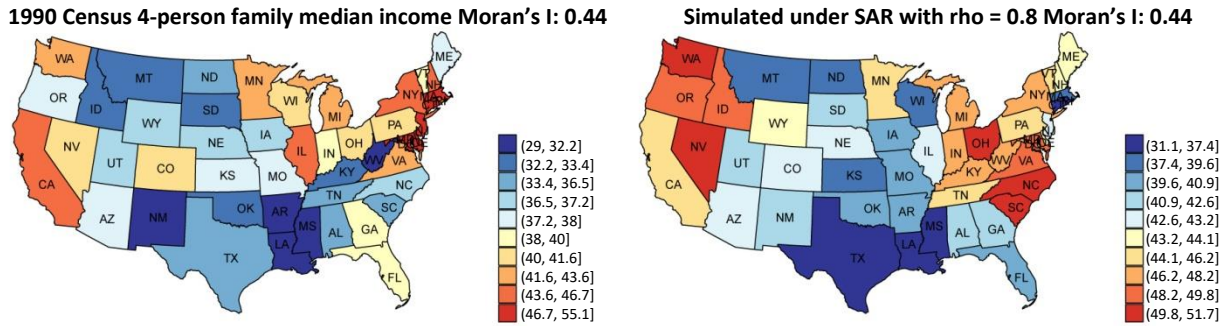 1990 Census 4-person family median income Moran's I: 0.44
WA
OR
CA
NV
ID
MT
WY
UT
AZ
CO
NM
ND
SD
NE
KS
OK
TX
MN
IA
MO
AR
LA
WI
IL
MI
IN
OH
KY
TN
MS
AL
GA
FL
SC
NC
VA
WV
PA
NY
VT
NH
ME
MA
(29, 32.2]
(32.2, 33.4]
(33.4, 36.5]
(36.5, 37.2]
(37.2, 38]
(38, 40]
(40, 41.6]
(41.6, 43.6]
(43.6, 46.7]
(46.7, 55.1]
Simulated under SAR with rho = 0.8 Moran's I: 0.44
WA
OR
CA
NV
ID
MT
WY
UT
AZ
CO
NM
ND
SD
NE
KS
OK
TX
MN
IA
MO
AR
LA
WI
IL
MI
IN
OH
KY
TN
MS
AL
GA
FL
SC
NC
VA
WV
PA
NY
VT
NH
ME
MA
(31.1, 37.4]
(37.4, 39.6]
(39.6, 40.9]
(40.9, 42.6]
(42.6, 43.2]
(43.2, 44.1]
(44.1, 46.2]
(46.2, 48.2]
(48.2, 49.8]
(49.8, 51.7]